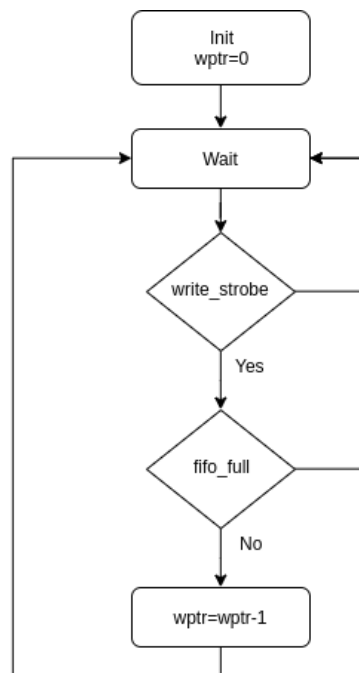 Init
wptr=0
Wait
write_strobe
Yes
fifo_full
No
wptr=wptr-1